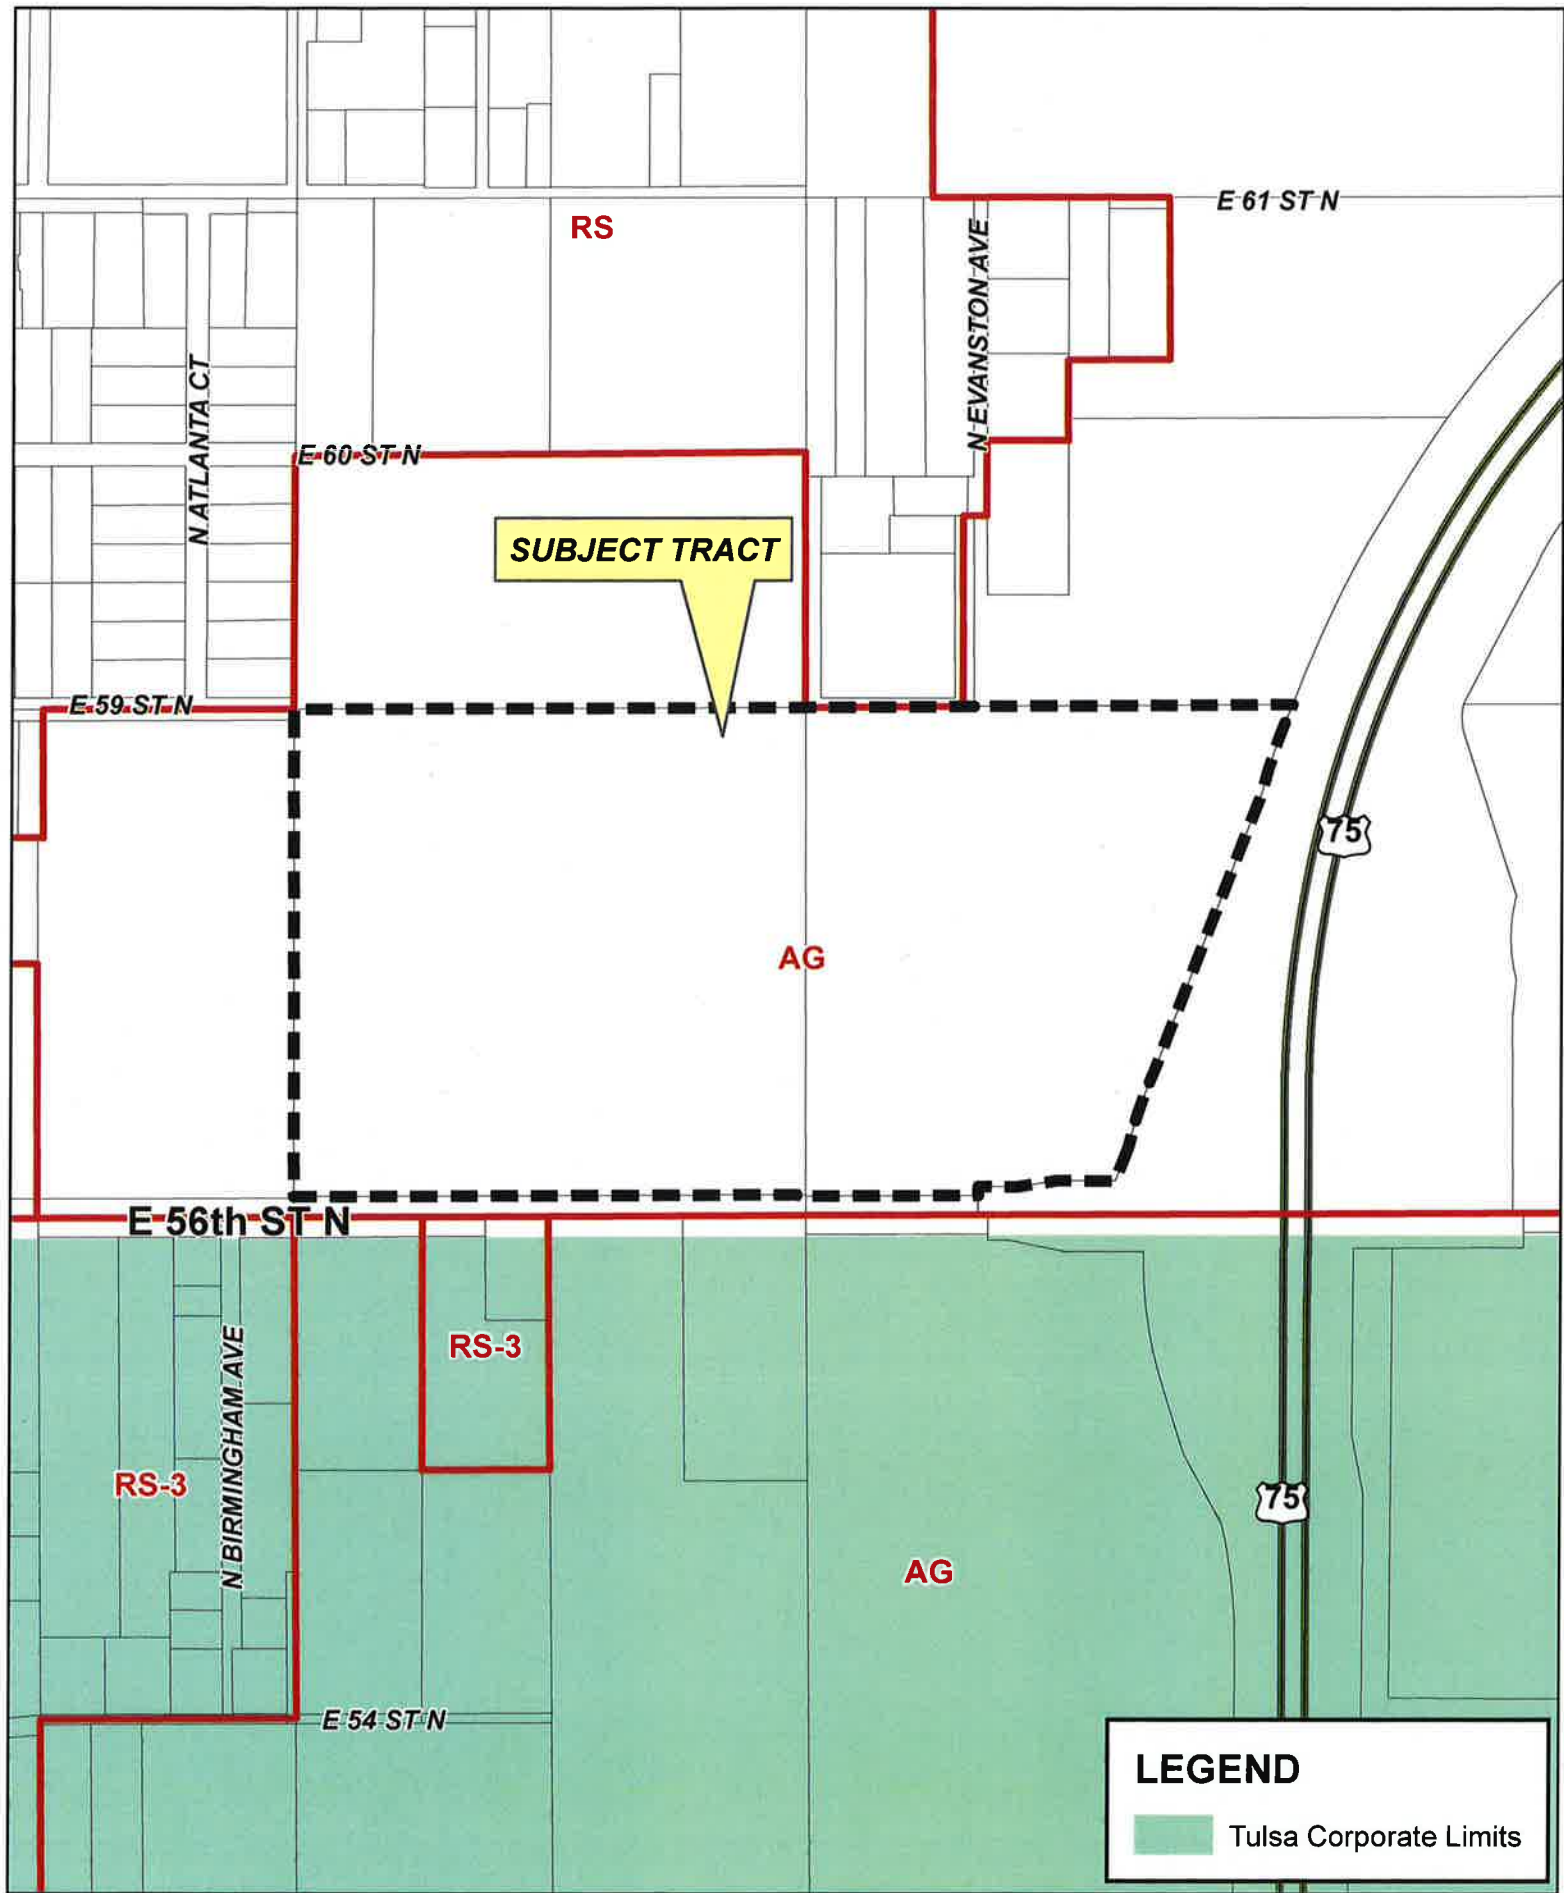 E 61 ST N
RS
N EVANSTON AVE
N ATLANTA CT
E 60 ST N
SUBJECT TRACT
E 59 ST N
75
AG
E 56th ST N
RS-3
N BIRMINGHAM AVE
RS-3
75
AG
E 54 ST N
LEGEND
Tulsa Corporate Limits